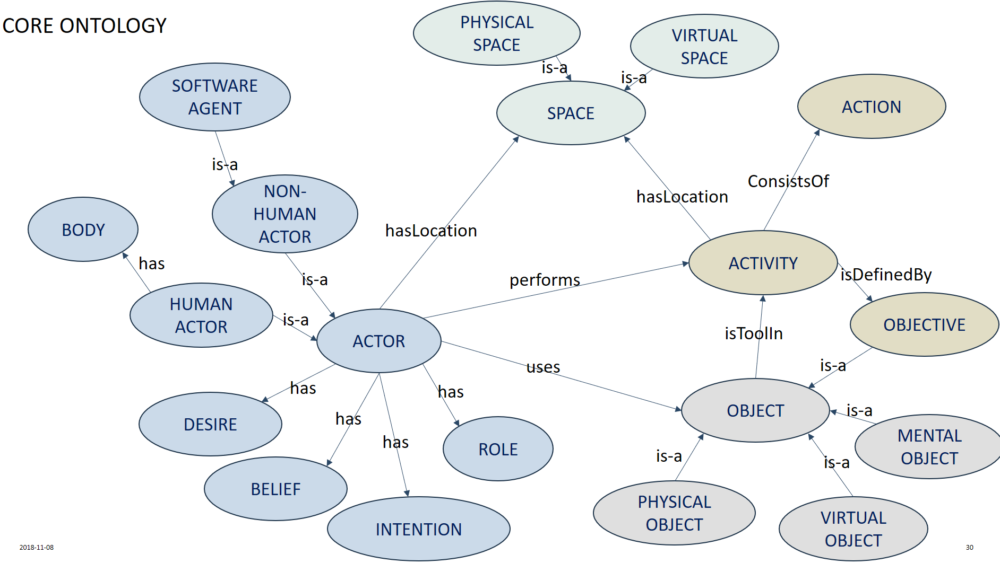 CORE ONTOLOGY
PHYSICAL
SPACE
VIRTUAL
SPACE
is-a
is-a
SOFTWARE
AGENT
SPACE
ACTION
is-a
NON-
HUMAN
ACTOR
hasLocation
hasLocation
ConsistsOf
BODY
has
is-a
HUMAN
ACTOR
is-a
performs
ACTIVITY
isDefinedBy
OBJECTIVE
ACTOR
isToolIn
uses
is-a
has
has
has
has
DESIRE
BELIEF
INTENTION
ROLE
OBJECT
is-a
MENTAL
OBJECT
is-a
is-a
PHYSICAL
OBJECT
VIRTUAL
OBJECT
2018-11-08
30